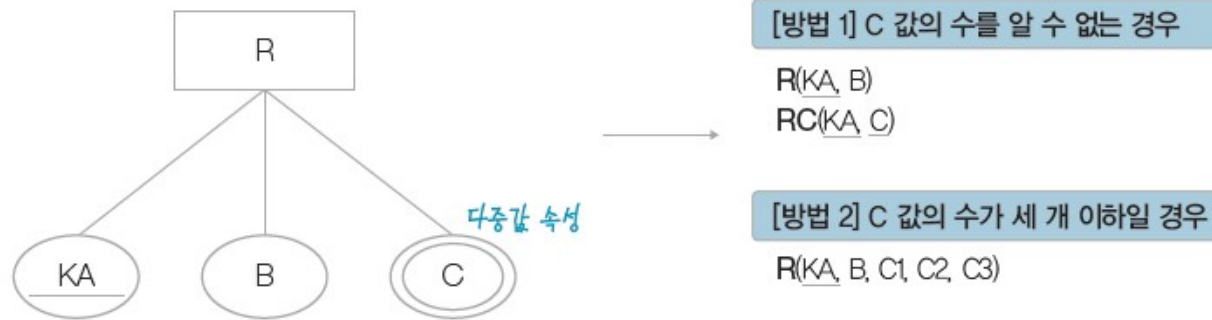 R
KA
B
C
다중값 속성
[방법 1] C 값의 수를 알 수 없는 경우
R(KA, B)
RC(KA, C)
[방법 2] C 값의 수가 세 개 이하일 경우
R(KA, B, C1, C2, C3)